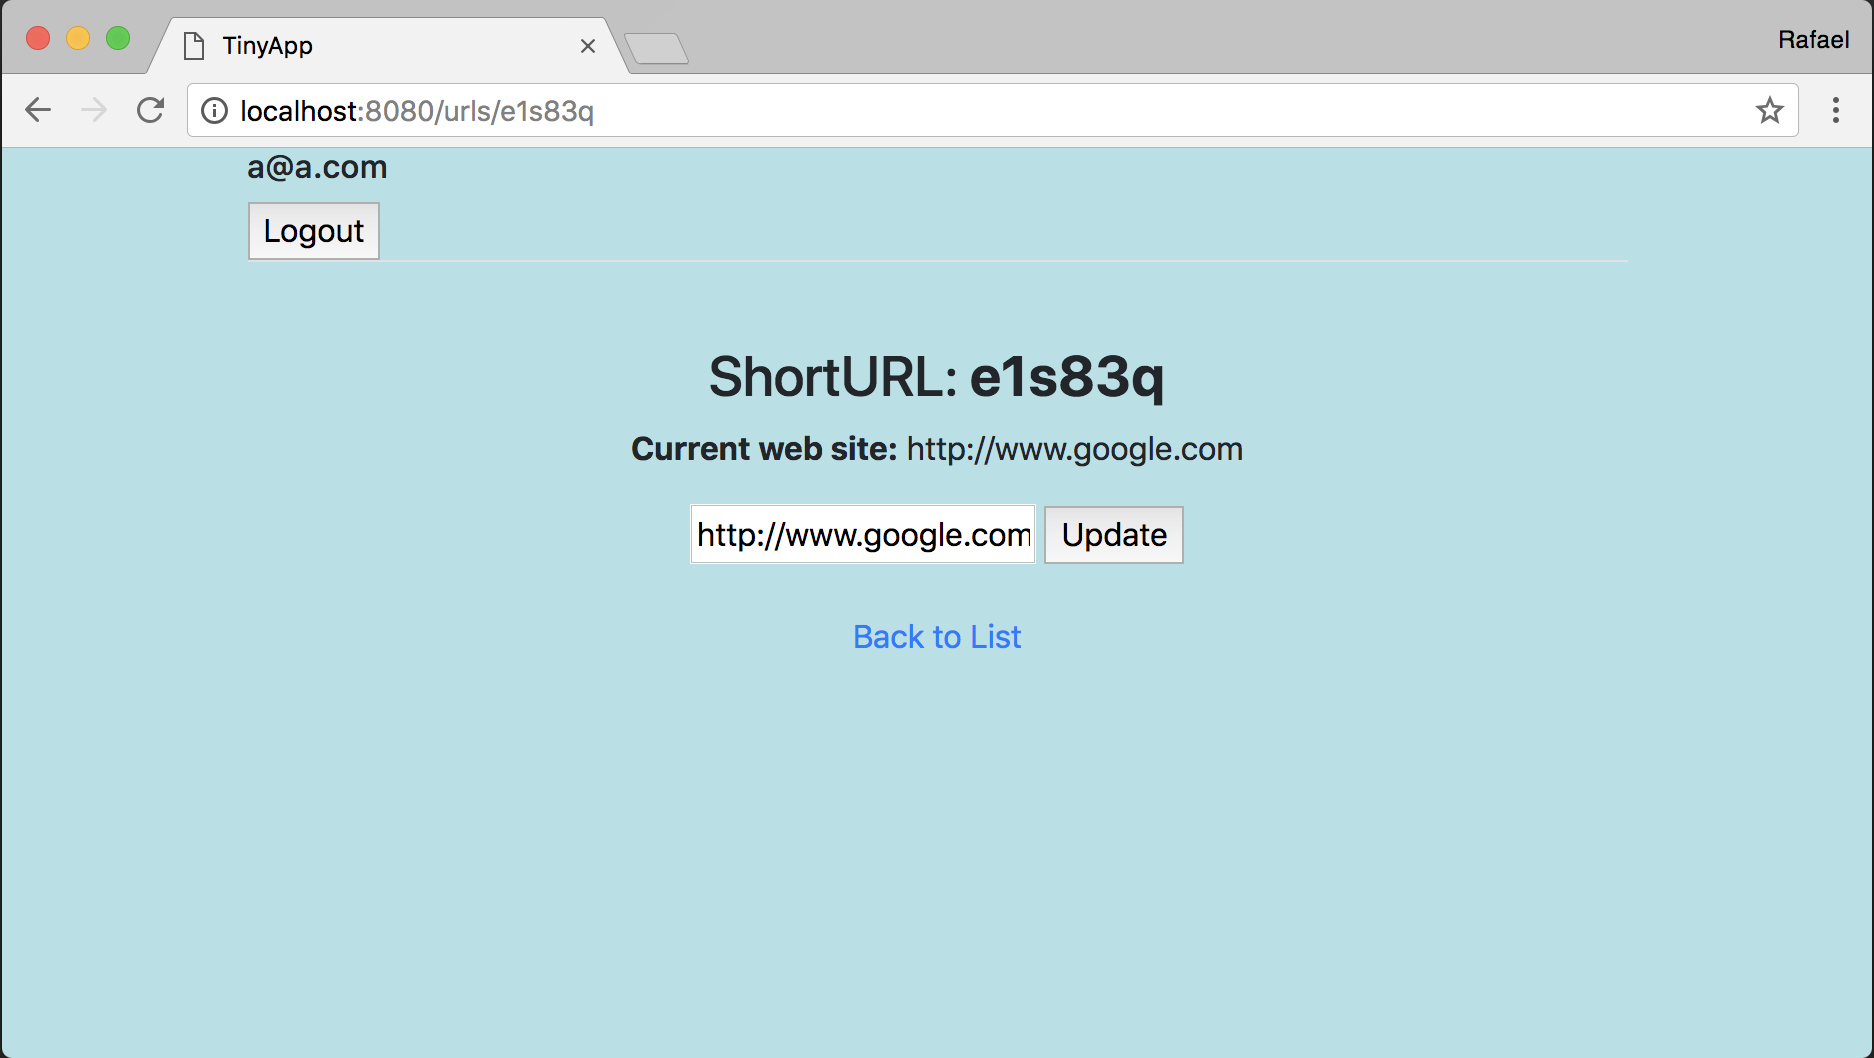 TinyApp
Rafael
localhost:8080/urls/e1s83q
a@a.com
Logout
ShortURL: e1s83q
Current web site: http://www.google.com
http://www.google.com Update
Back to List